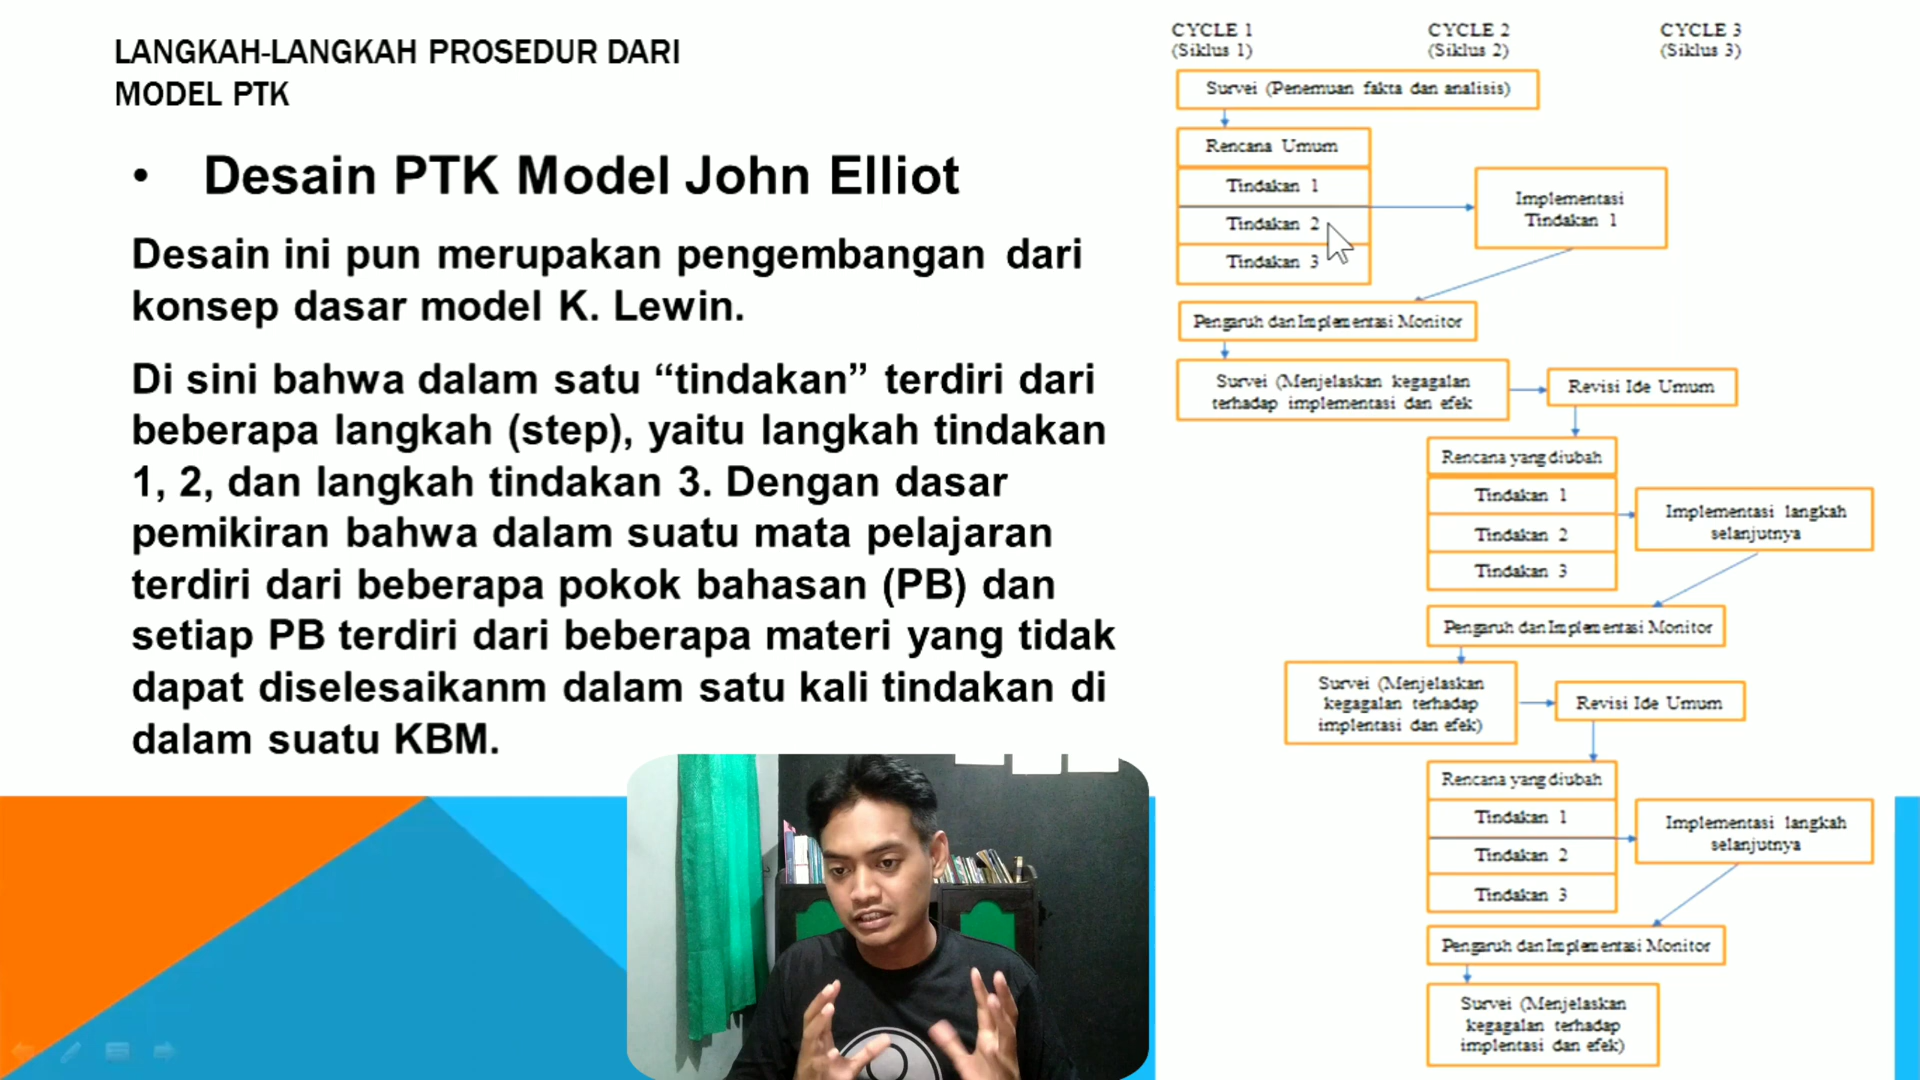 LANGKAH-LANGKAH PROSEDUR DARI
MODEL PTK
• Desain PTK Model John Elliot
Desain ini pun merupakan pengembangan dari
konsep dasar model K. Lewin.
Di sini bahwa dalam satu “tindakan” terdiri dari
beberapa langkah (step), yaitu langkah tindakan
1, 2, dan langkah tindakan 3. Dengan dasar
pemikiran bahwa dalam suatu mata pelajaran
terdiri dari beberapa pokok bahasan (PB) dan
setiap PB terdiri dari beberapa materi yang tidak
dapat diselesaikanm dalam satu kali tindakan di
dalam suatu KBM.
CYCLE 1
(Siklus 1)
CYCLE 2
(Siklus 2)
CYCLE 3
(Siklus 3)
Survei (Penemuan fakta dan analisis)
Rencana Umum
Tindakan 1
Tindakan 2
Tindakan 3
Implementasi
Tindakan 1
Pengaruh dan Implementasi Monitor
Survei (Menjelaskan kegagalan
terhadap implementasi dan efek
Revisi Ide Umum
Rencana yang diubah
Tindakan 1
Tindakan 2
Tindakan 3
Implementasi langkah
selanjutnya
Pengaruh dan Implementasi Monitor
Survei (Menjelaskan
kegagalan terhadap
implentasi dan efek)
Revisi Ide Umum
Rencana yang diubah
Tindakan 1
Tindakan 2
Tindakan 3
Implementasi langkah
selanjutnya
Pengaruh dan Implementasi Monitor
Survei (Menjelaskan
kegagalan terhadap
implentasi dan efek)